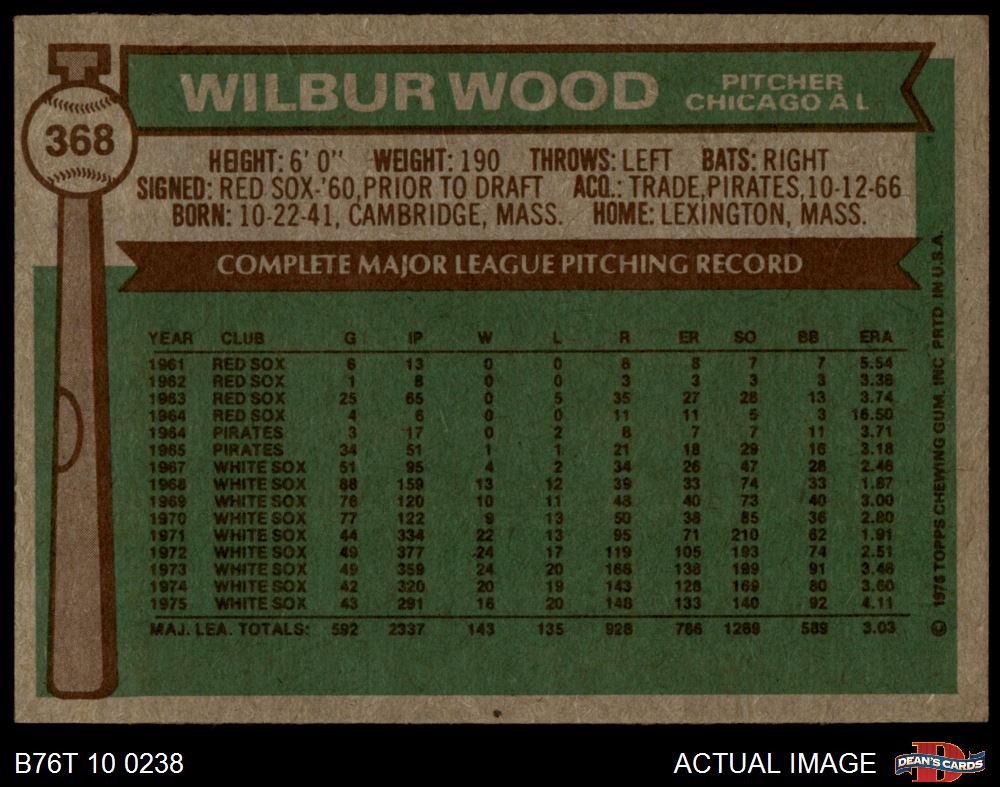 368
WILBUR WOOD
PITCHER
CHICAGO A L
HEIGHT: 6' 0" WEIGHT: 190 THROWS: LEFT BATS: RIGHT
SIGNED: RED SOX-'60, PRIOR TO DRAFT ACQ.: TRADE, PIRATES, 10-12-66
BORN: 10-22-41, CAMBRIDGE, MASS. HOME: LEXINGTON, MASS.
COMPLETE MAJOR LEAGUE PITCHING RECORD
YEAR CLUB G IP W L R ER SO BB ERA
1961 RED SOX 6 13 0 0 8 8 7 7 5.54
1962 RED SOX 1 8 0 0 3 3 3 3 3.38
1963 RED SOX 25 65 0 5 35 27 28 13 3.74
1964 RED SOX 4 6 0 0 11 11 5 3 16.50
1964 PIRATES 3 17 0 2 8 7 7 11 3.71
1965 PIRATES 34 51 1 1 21 18 29 16 3.18
1967 WHITE SOX 51 95 4 2 34 26 47 28 2.46
1968 WHITE SOX 88 159 13 12 39 33 74 33 1.87
1969 WHITE SOX 76 120 10 11 48 40 73 40 3.00
1970 WHITE SOX 77 122 9 13 50 38 85 36 2.80
1971 WHITE SOX 44 334 22 13 95 71 210 62 1.91
1972 WHITE SOX 49 377 24 17 119 105 193 74 2.51
1973 WHITE SOX 49 359 24 20 166 138 199 91 3.46
1974 WHITE SOX 42 320 20 19 143 128 169 80 3.60
1975 WHITE SOX 43 291 16 20 148 133 140 92 4.11
MAJ. LEA. TOTALS: 592 2337 143 135 928 786 1269 589 3.03
© 1976 TOPPS CHEWING GUM, INC PRTD IN U.S.A.
B76T 10 0238
ACTUAL IMAGE
D
DEAN'S CARDS